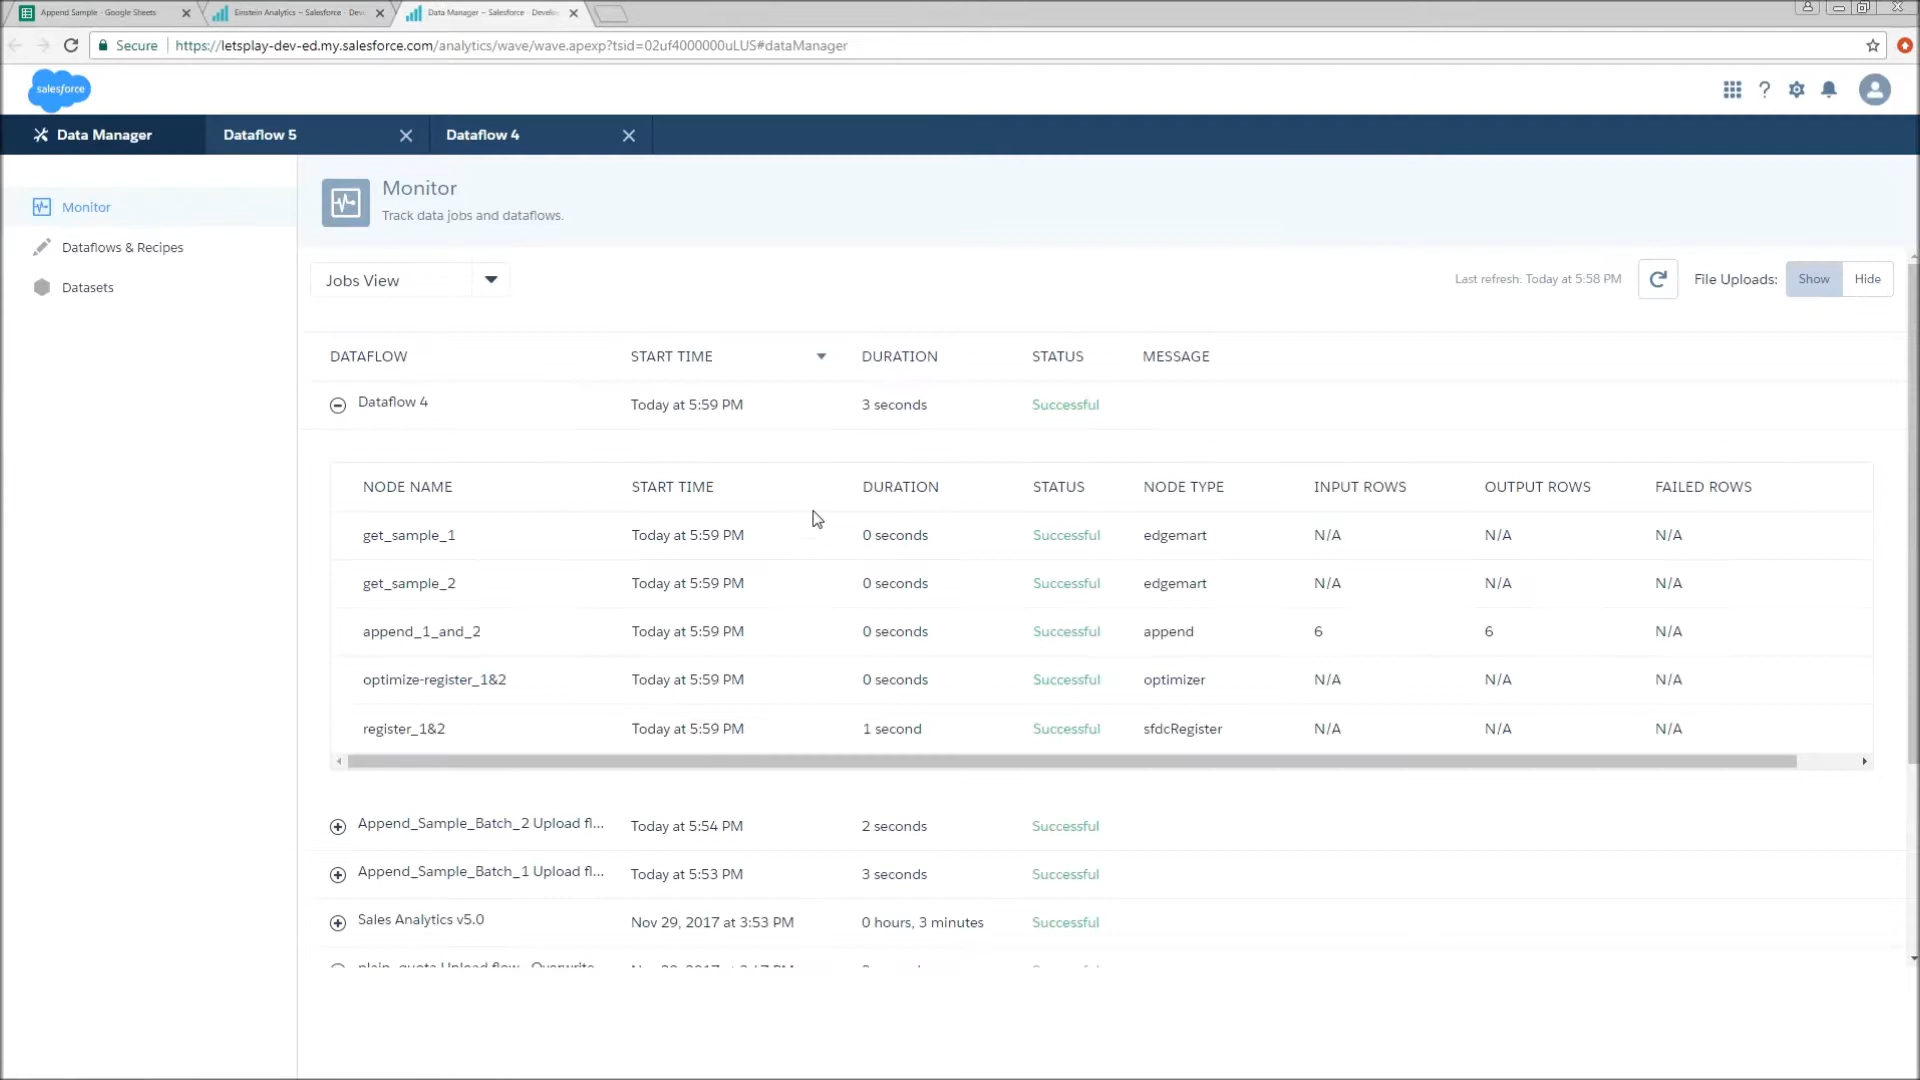 Append Sample - Google Sheets
Einstein Analytics ~ Salesforce - Dev
Data Manager ~ Salesforce - Develo
Secure https://letsplay-dev-ed.my.salesforce.com/analytics/wave/wave.apexp?tsid=02uf4000000uLUS#dataManager
salesforce
Data Manager Dataflow 5 Dataflow 4
Monitor
Dataflows & Recipes
Datasets
Monitor
Track data jobs and dataflows.
Jobs View Last refresh: Today at 5:58 PM File Uploads: Show Hide
DATAFLOW START TIME DURATION STATUS MESSAGE
Dataflow 4 Today at 5:59 PM 3 seconds Successful
NODE NAME START TIME DURATION STATUS NODE TYPE INPUT ROWS OUTPUT ROWS FAILED ROWS
get_sample_1 Today at 5:59 PM 0 seconds Successful edgemart N/A N/A N/A
get_sample_2 Today at 5:59 PM 0 seconds Successful edgemart N/A N/A N/A
append_1_and_2 Today at 5:59 PM 0 seconds Successful append 6 6 N/A
optimize-register_1&2 Today at 5:59 PM 0 seconds Successful optimizer N/A N/A N/A
register_1&2 Today at 5:59 PM 1 second Successful sfdcRegister N/A N/A N/A
Append_Sample_Batch_2 Upload fl... Today at 5:54 PM 2 seconds Successful
Append_Sample_Batch_1 Upload fl... Today at 5:53 PM 3 seconds Successful
Sales Analytics v5.0 Nov 29, 2017 at 3:53 PM 0 hours, 3 minutes Successful